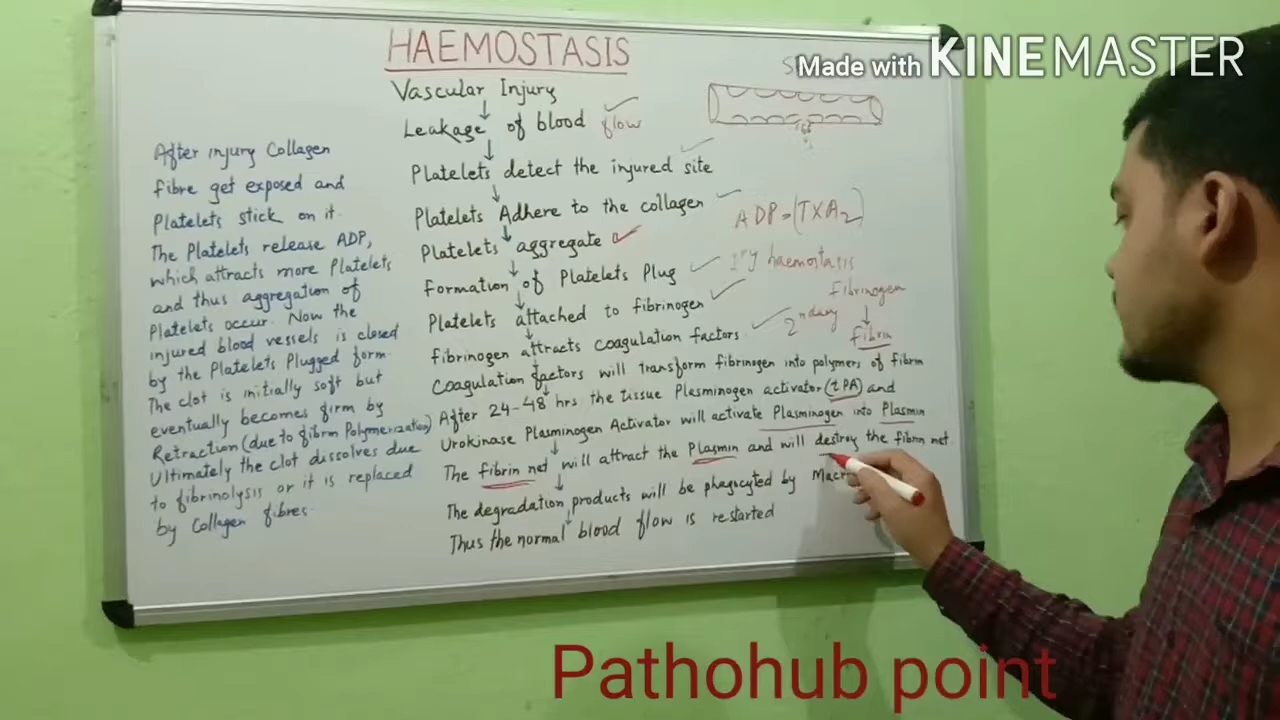 HAEMOSTASIS
Made with KINEMASTER
Vascular Injury
Leakage of blood flow
Platelets detect the injured site
Platelets Adhere to the collagen
ADP = (TXA2)
Platelets aggregate
Formation of Platelets Plug
1ry haemostasis
Platelets attached to fibrinogen
Fibrinogen attracts coagulation factors
2ndary
fibrinogen
fibrin
Coagulation factors will transform fibrinogen into polymers of fibrin
After 24-48 hrs the tissue Plasminogen activator (tPA) and
Urokinase Plasminogen Activator will activate Plasminogen into Plasmin
The fibrin net will attract the Plasmin and will destroy the fibrin net
The degradation products will be phagocyted by
Thus the normal blood flow is restarted
After injury Collagen
fibre get exposed and
Platelets stick on it.
The Platelets release ADP,
which attracts more Platelets
and thus aggregation of
Platelets occur. Now the
injured blood vessels is closed
by the Platelets Plugged form.
The clot is initially soft but
eventually becomes firm by
Retraction (due to fibrin Polymerization)
Ultimately the clot dissolves due
to fibrinolysis or it is replaced
by Collagen fibres.
Pathohub point